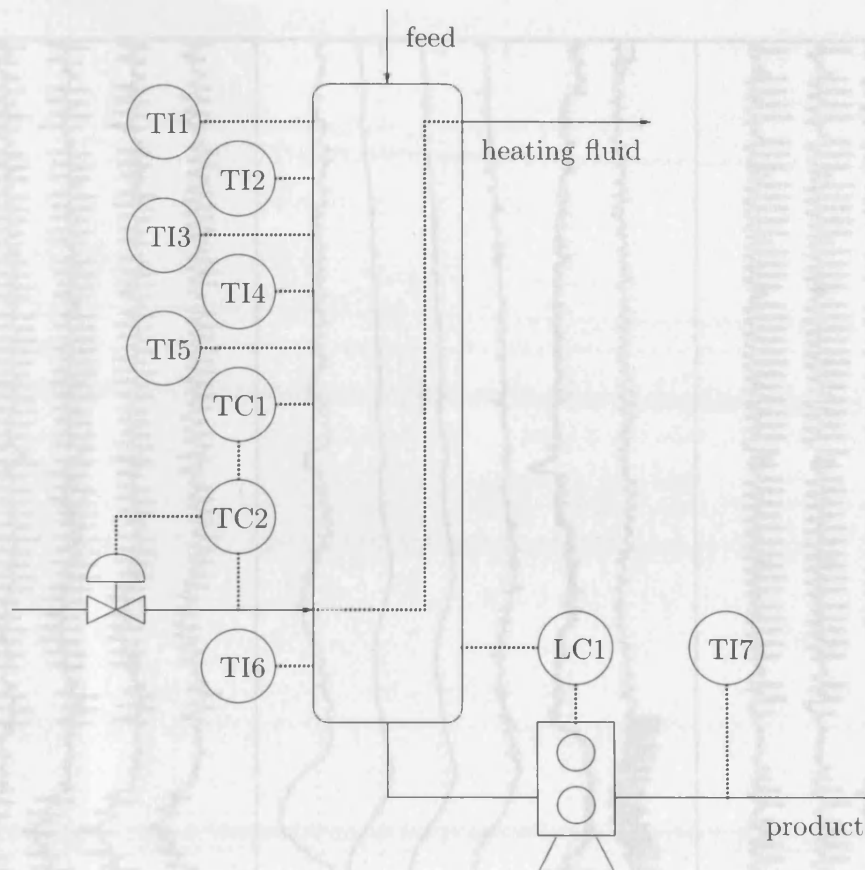 feed
TI1
heating fluid
TI2
TI3
TI4
TI5
TC1
TC2
TI6
LC1
TI7
product